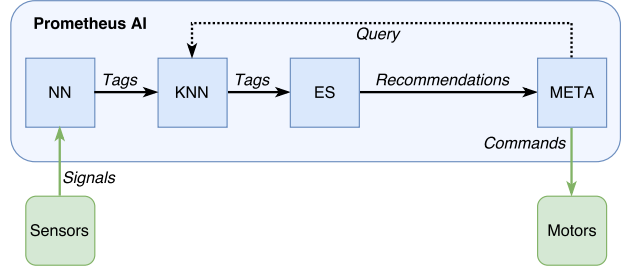 Prometheus AI
Query
NN
Tags
KNN
Tags
ES
Recommendations
META
Signals
Commands
Sensors
Motors